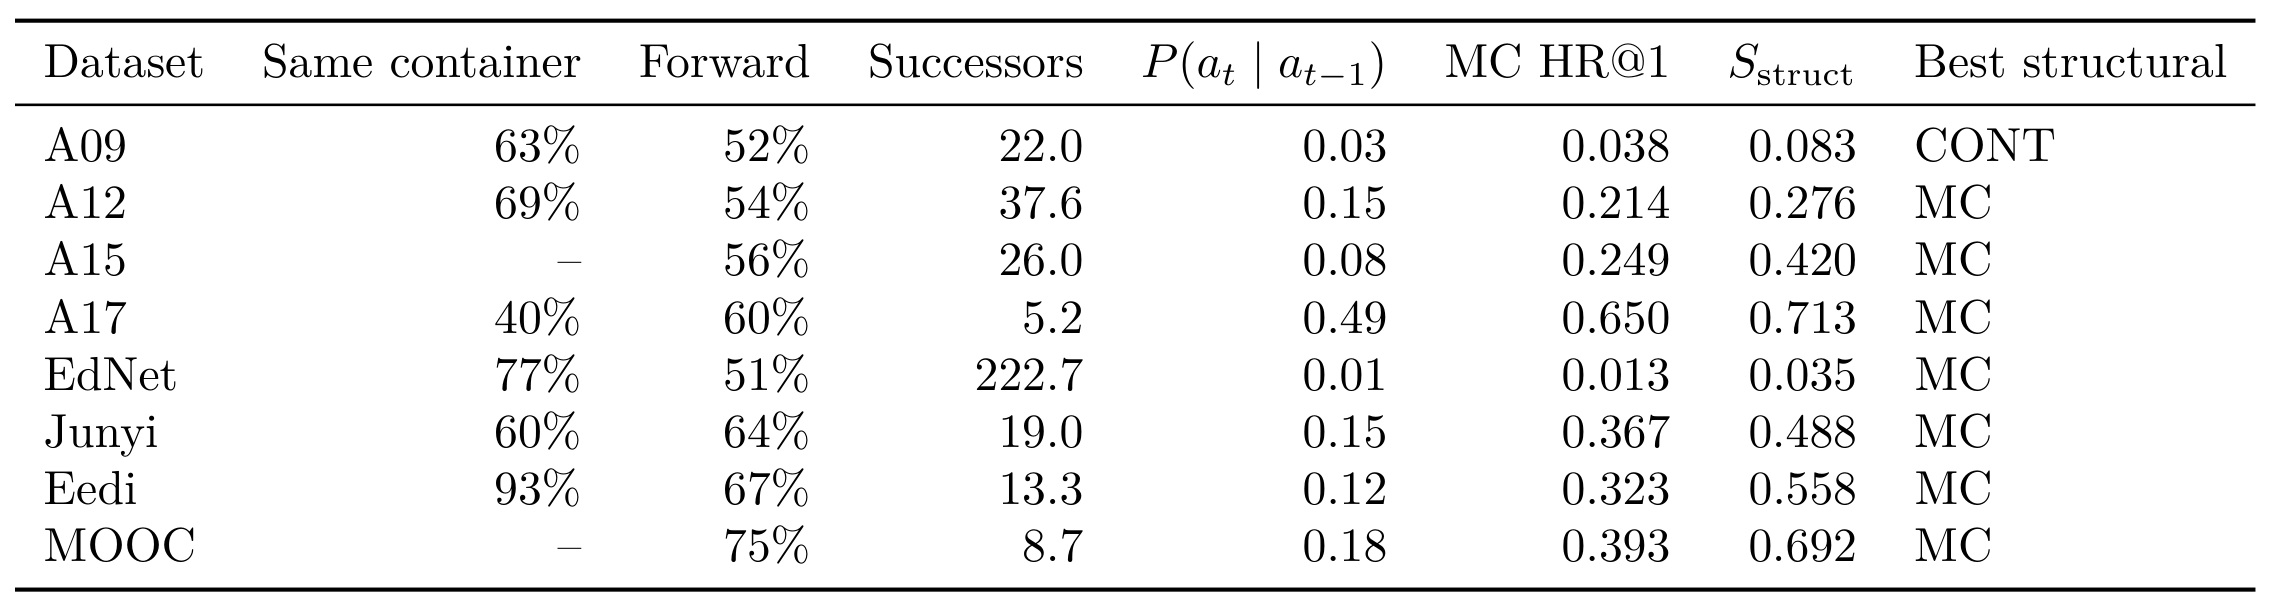 Dataset Same container Forward Successors P(a_t | a_{t−1}) MC HR@1 S_struct Best structural
A09 63% 52% 22.0 0.03 0.038 0.083 CONT
A12 69% 54% 37.6 0.15 0.214 0.276 MC
A15 – 56% 26.0 0.08 0.249 0.420 MC
A17 40% 60% 5.2 0.49 0.650 0.713 MC
EdNet 77% 51% 222.7 0.01 0.013 0.035 MC
Junyi 60% 64% 19.0 0.15 0.367 0.488 MC
Eedi 93% 67% 13.3 0.12 0.323 0.558 MC
MOOC – 75% 8.7 0.18 0.393 0.692 MC